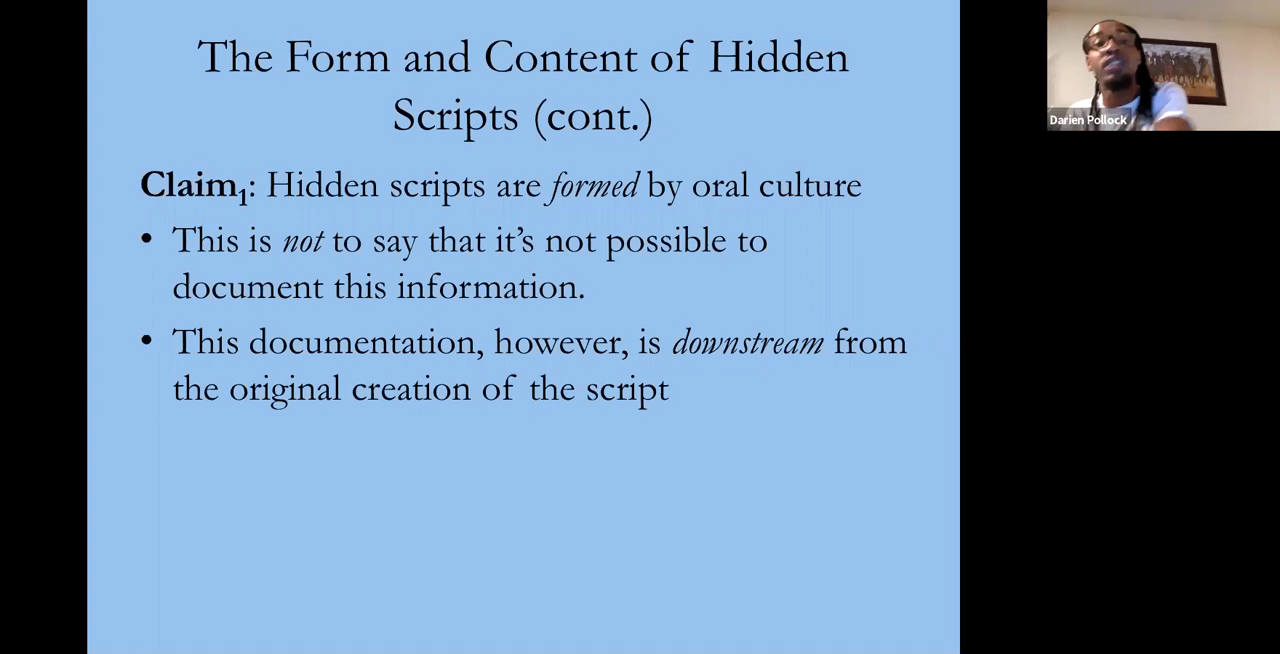 The Form and Content of Hidden
Scripts (cont.)
Claim₁: Hidden scripts are formed by oral culture
• This is not to say that it’s not possible to
document this information.
• This documentation, however, is downstream from
the original creation of the script
Darien Pollock